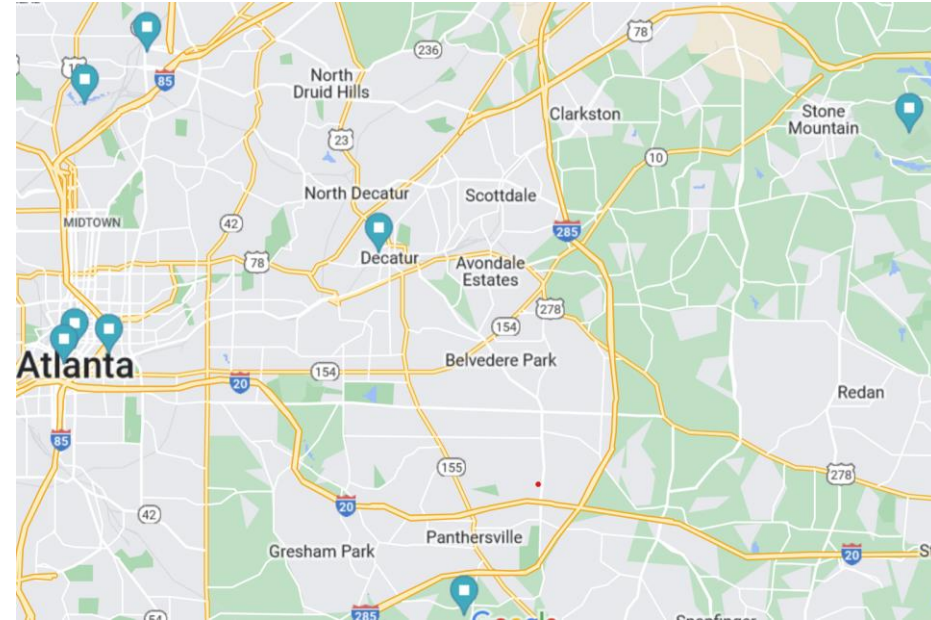 78
236
85
North
Druid Hills
Clarkston
Stone
Mountain
23
10
North Decatur
Scottdale
MIDTOWN
42
285
78
Decatur
Avondale
Estates
278
154
Atlanta
Belvedere Park
154
20
Redan
85
155
278
20
42
Gresham Park
Panthersville
20
285
Google